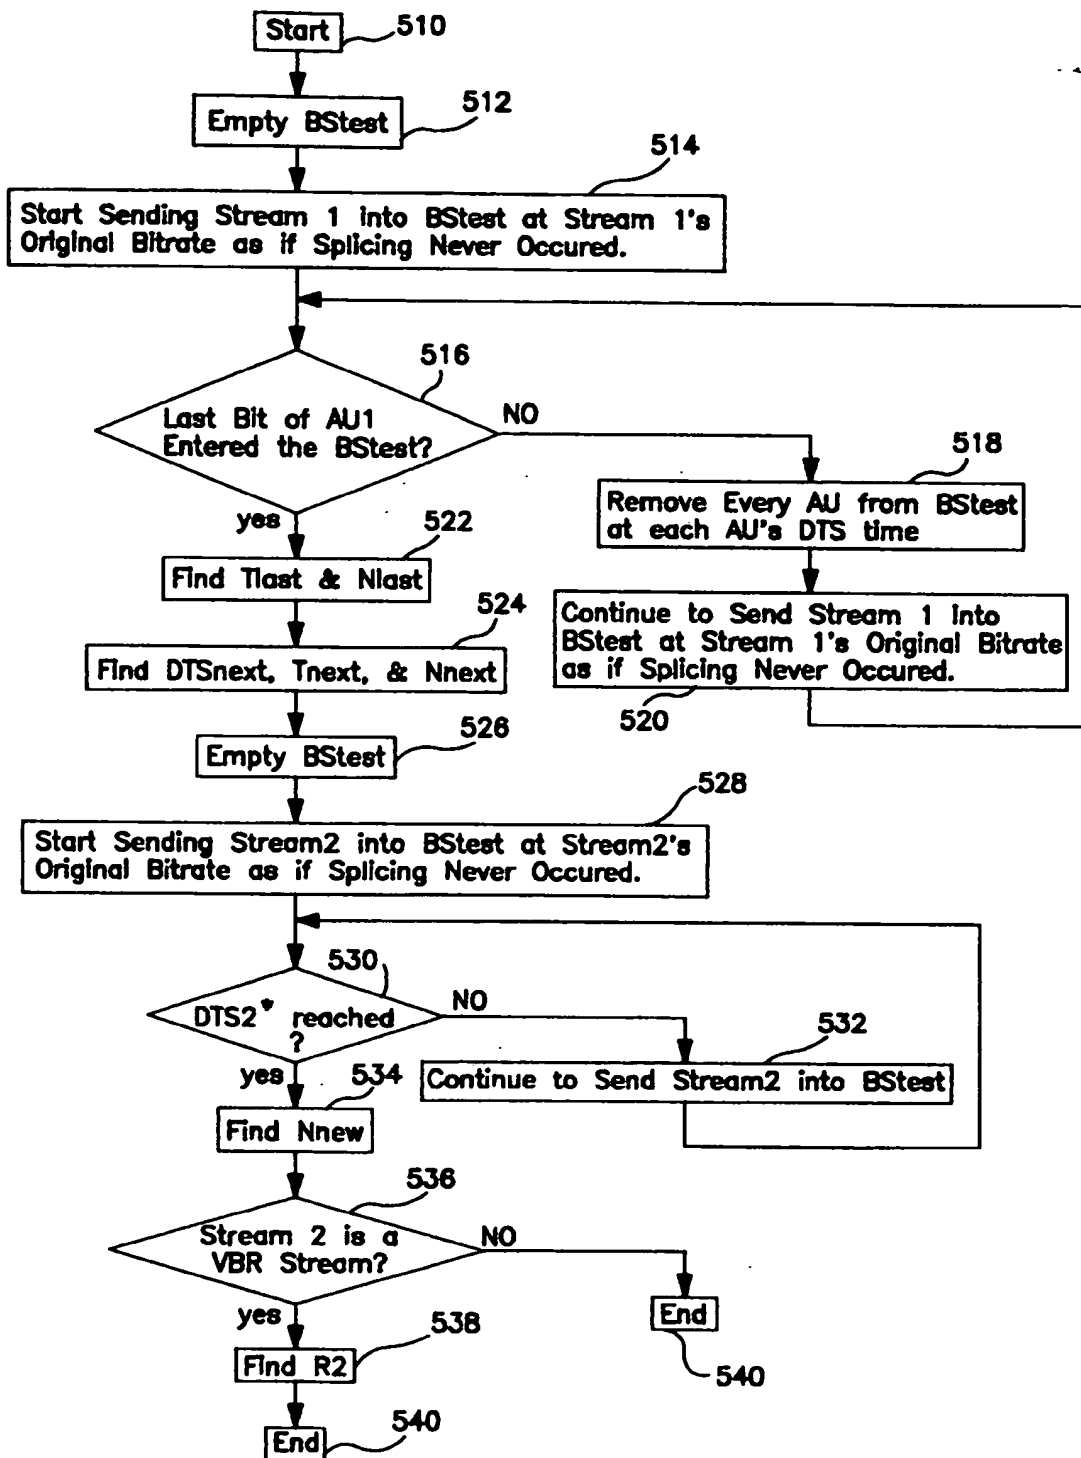 Start
510
Empty BStest
512
514
Start Sending Stream 1 into BStest at Stream 1's
Original Bitrate as if Splicing Never Occured.
516
Last Bit of AU1
Entered the BStest?
NO
yes
518
Remove Every AU from BStest
at each AU's DTS time
Continue to Send Stream 1 into
BStest at Stream 1's Original Bitrate
as if Splicing Never Occured.
520
522
Find Tlast & Nlast
524
Find DTSnext, Tnext, & Nnext
526
Empty BStest
528
Start Sending Stream2 into BStest at Stream2's
Original Bitrate as if Splicing Never Occured.
530
DTS2* reached
?
NO
yes
532
Continue to Send Stream2 into BStest
534
Find Nnew
536
Stream 2 is a
VBR Stream?
NO
yes
End
540
538
Find R2
End
540